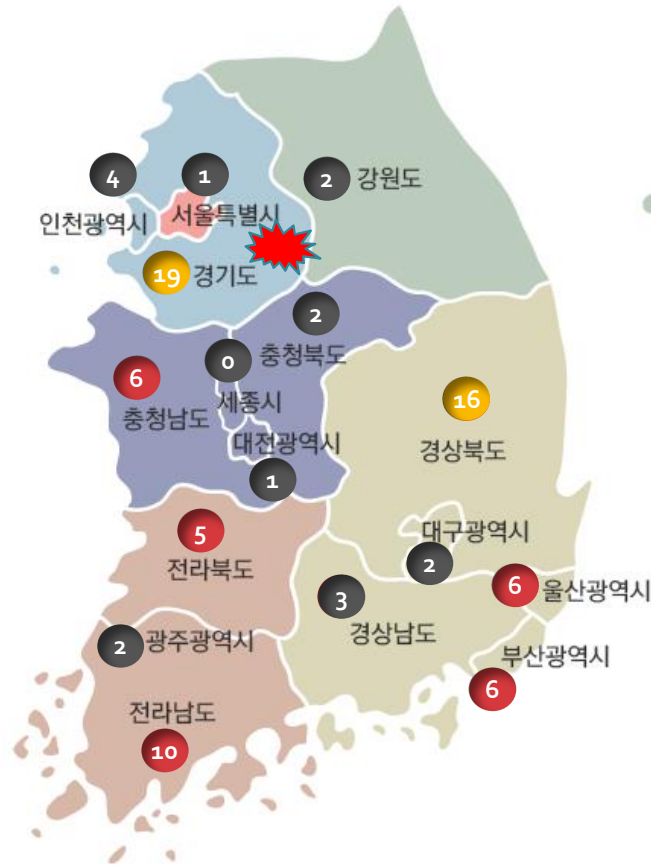 4
1
2 강원도
인천광역시
서울특별시
19 경기도
2
충청북도
0
세종시
6
충청남도
대전광역시
1
16
경상북도
5
전라북도
대구광역시
2
3
경상남도
6 울산광역시
2 광주광역시
부산광역시
6
전라남도
10